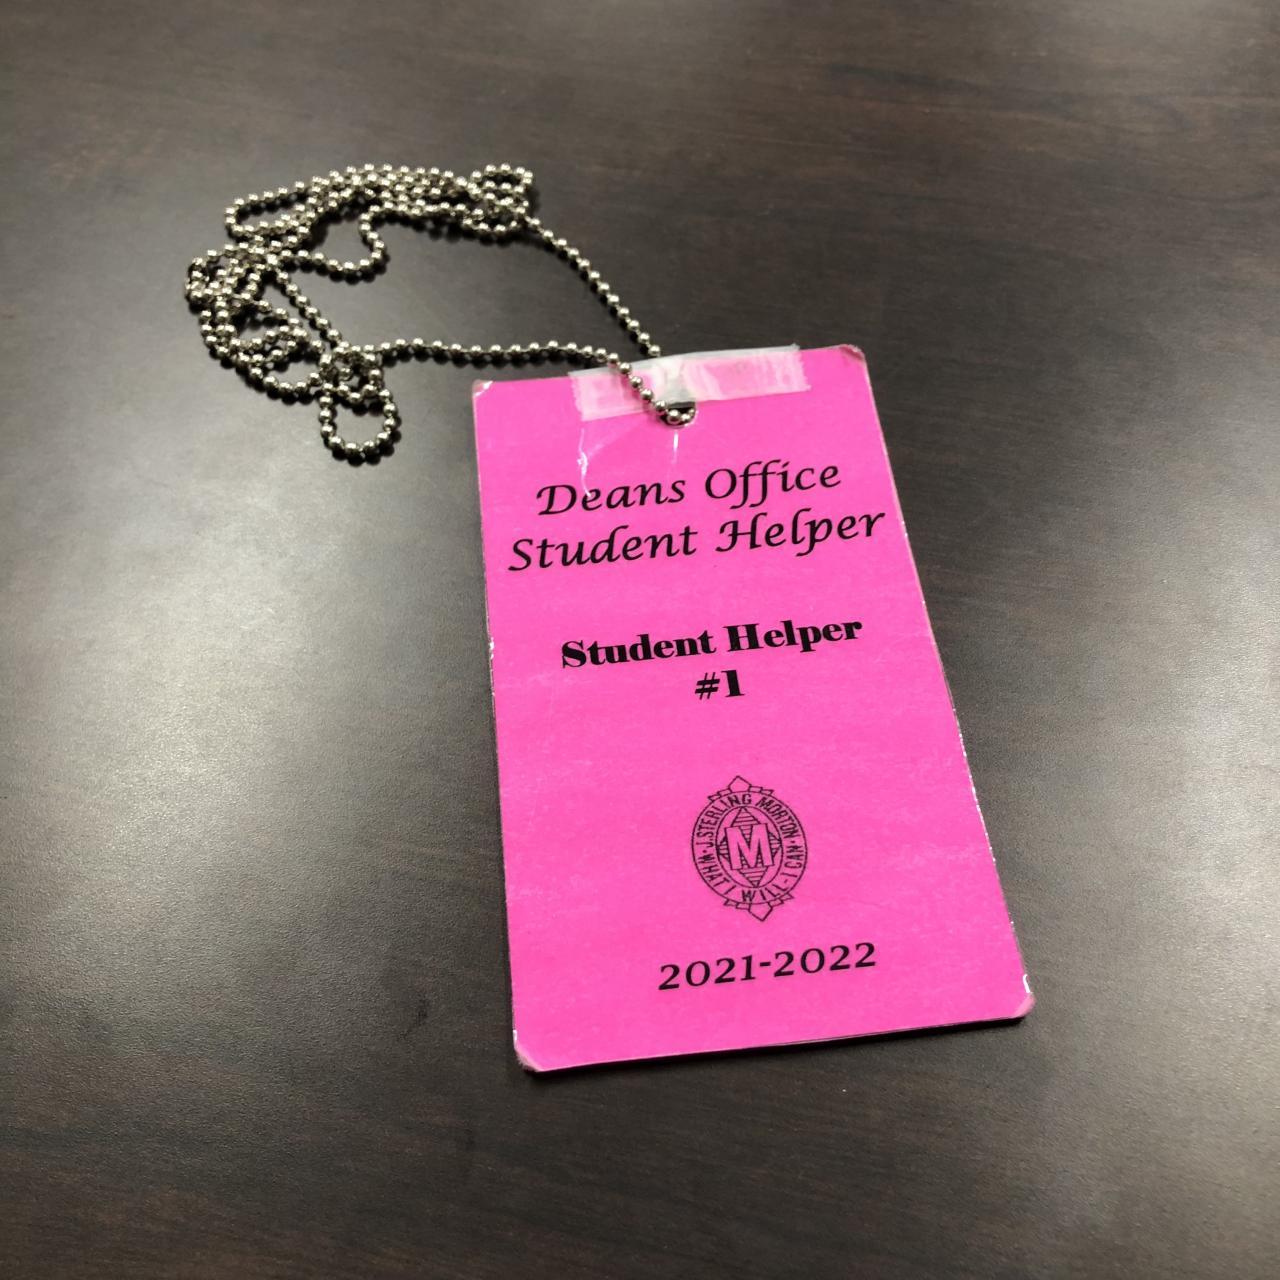 Deans Office
Student Helper
Student Helper
#1
J. STERLING MORTON
WHAT I WILL - I CAN
M
2021-2022